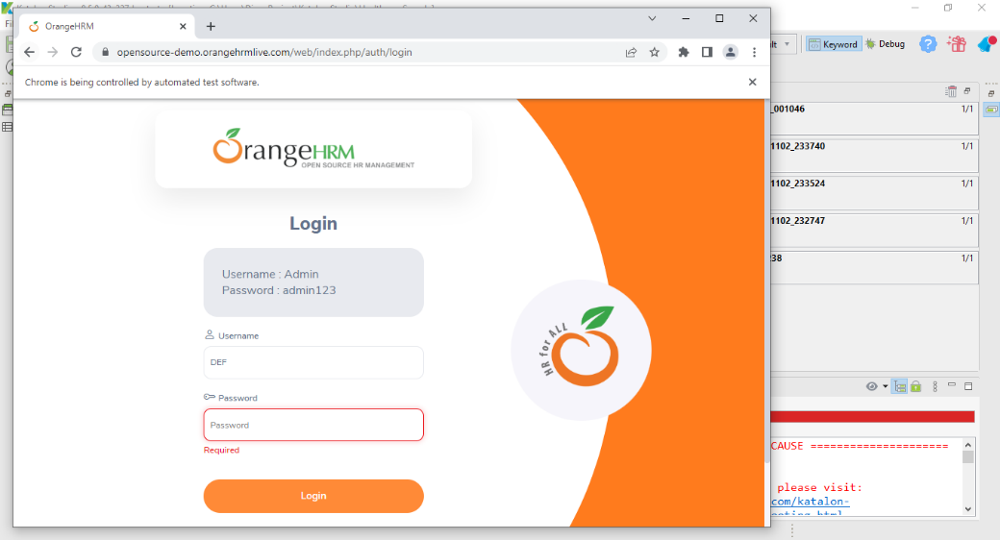 OrangeHRM
opensource-demo.orangehrmlive.com/web/index.php/auth/login
Chrome is being controlled by automated test software.
OrangeHRM
OPEN SOURCE HR MANAGEMENT
Login
Username : Admin
Password : admin123
Username
DEF
Password
Password
Required
Login
HR for ALL
Keyword
Debug
_001046
1/1
1102_233740
1/1
1102_233524
1/1
1102_232747
1/1
238
1/1
CAUSE =====================
please visit:
com/katalon-